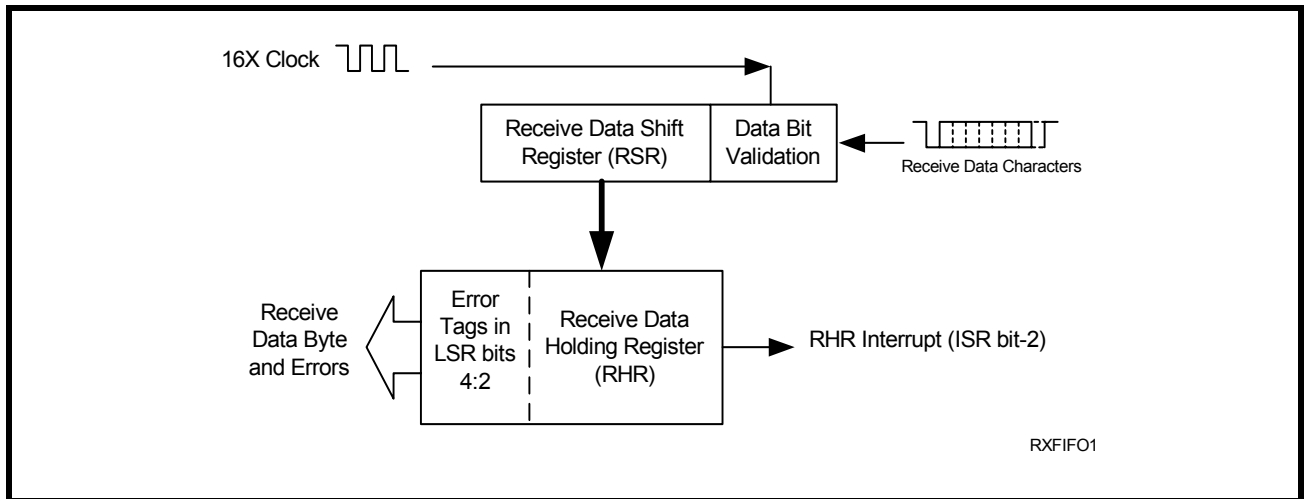 16X Clock
Receive Data Shift
Register (RSR)
Data Bit
Validation
Receive Data Characters
Receive
Data Byte
and Errors
Error
Tags in
LSR bits
4:2
Receive Data
Holding Register
(RHR)
RHR Interrupt (ISR bit-2)
RXFIFO1